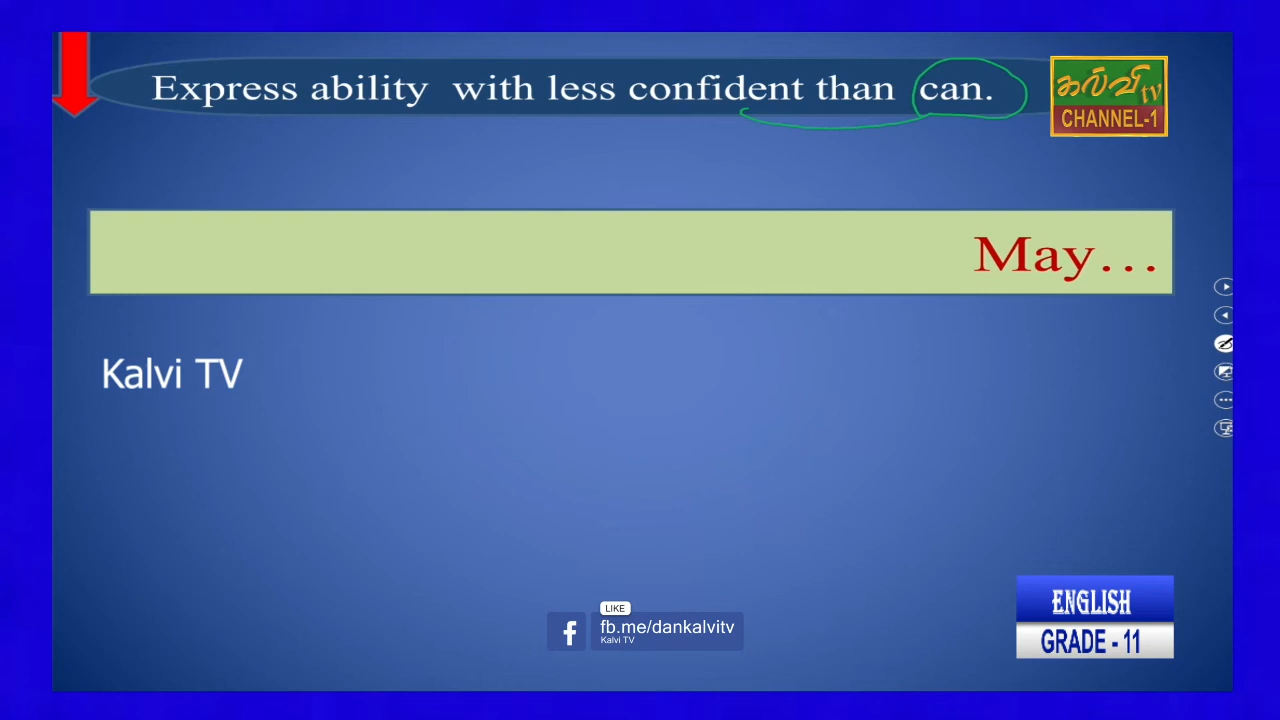 Express ability with less confident than can.
கல்வி tv
CHANNEL-1
May...
Kalvi TV
LIKE
fb.me/dankalvitv
Kalvi TV
ENGLISH
GRADE - 11